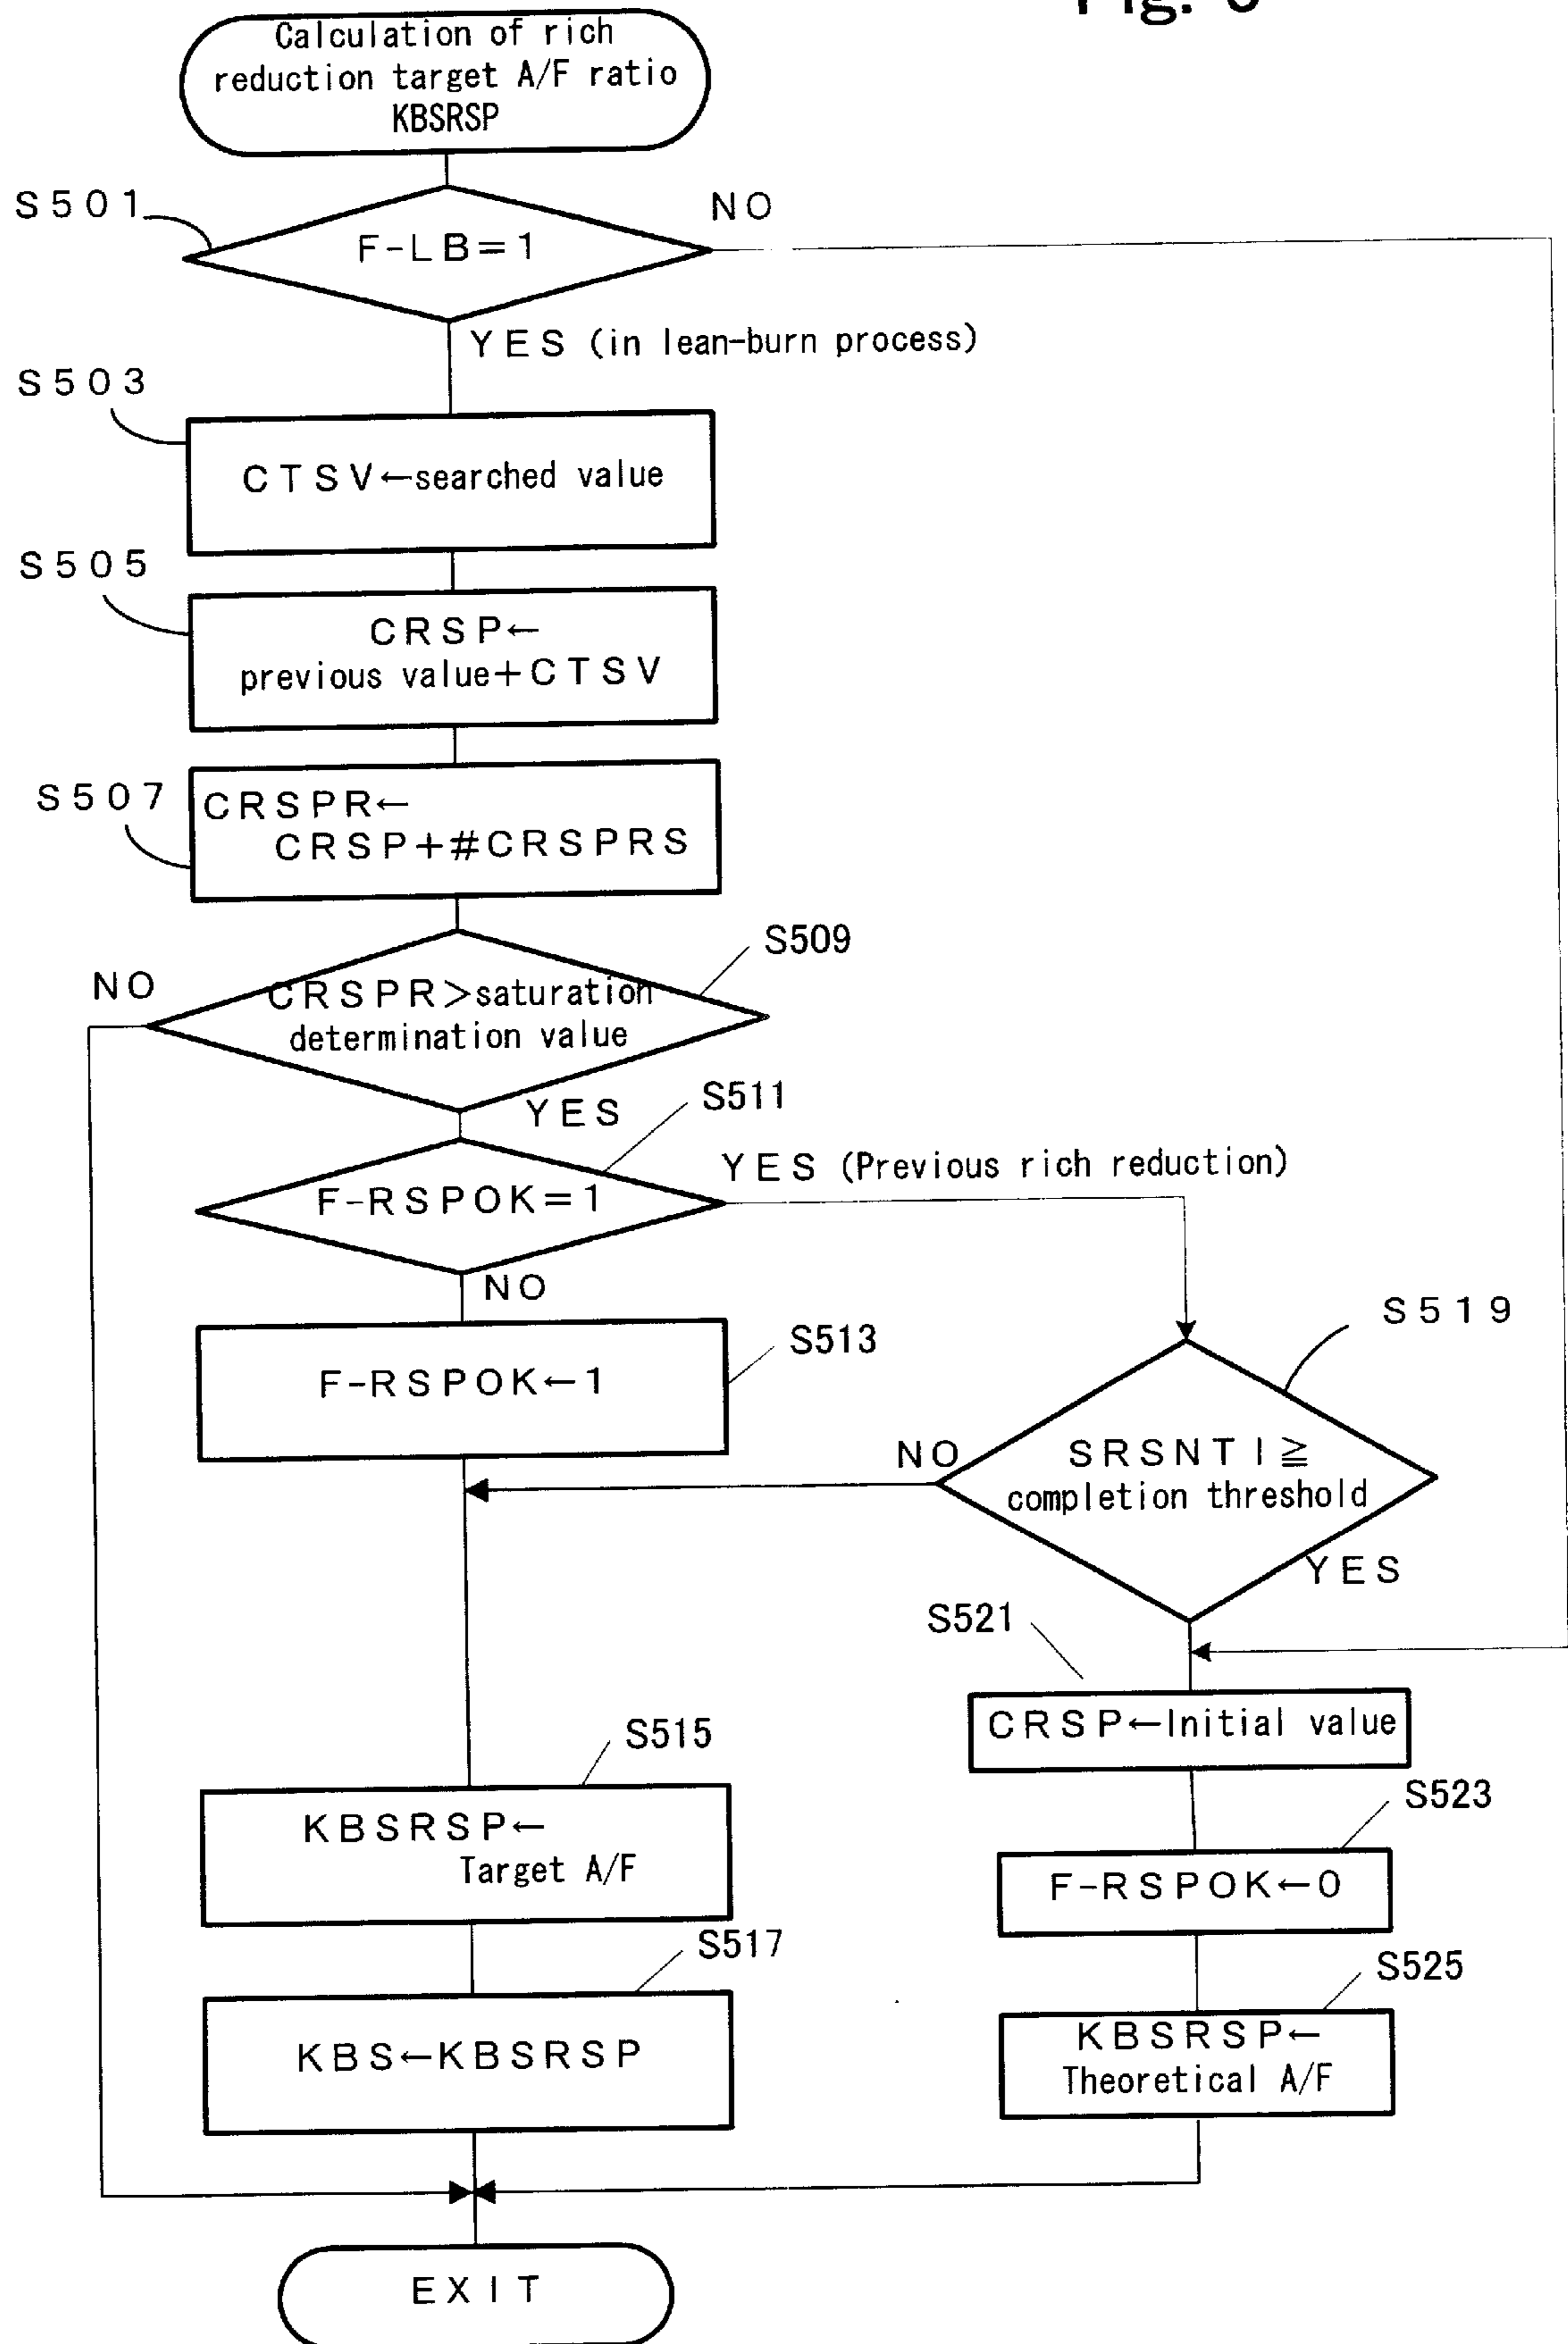 Calculation of rich
reduction target A/F ratio
KBSRSP
S501
NO
F-LB=1
YES (in lean-burn process)
S503
CTSV←searched value
S505
CRSP←
previous value+CTSV
S507
CRSPR←
CRSP+#CRSPRS
S509
NO
CRSPR>saturation
determination value
YES
S511
YES (Previous rich reduction)
F-RSPOK=1
NO
S513
F-RSPOK←1
S519
NO
SRSNTI≧
completion threshold
YES
S521
CRSP←Initial value
S515
KBSRSP←
Target A/F
S523
F-RSPOK←0
S517
KBS←KBSRSP
S525
KBSRSP←
Theoretical A/F
EXIT